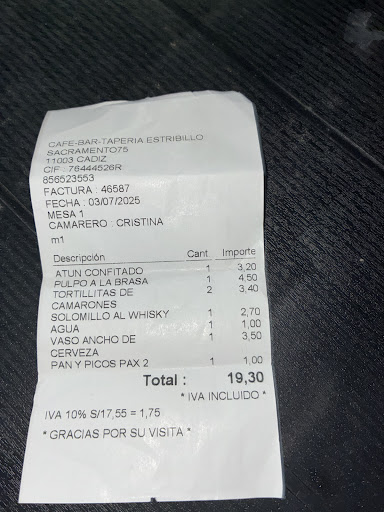 CAFE-BAR-TAPERIA ESTRIBILLO
SACRAMENTO75
11003 CADIZ
CIF : 76444526R
856523553
FACTURA : 46587
FECHA : 03/07/2025
MESA 1
CAMARERO : CRISTINA
m1
Descripción Cant Importe
ATUN CONFITADO 1 3,20
PULPO A LA BRASA 1 4,50
TORTILLITAS DE 2 3,40
CAMARONES
SOLOMILLO AL WHISKY 1 2,70
AGUA 1 1,00
VASO ANCHO DE 1 3,50
CERVEZA
PAN Y PICOS PAX 2 1 1,00
Total : 19,30
* IVA INCLUIDO *
IVA 10% S/17,55 = 1,75
* GRACIAS POR SU VISITA *